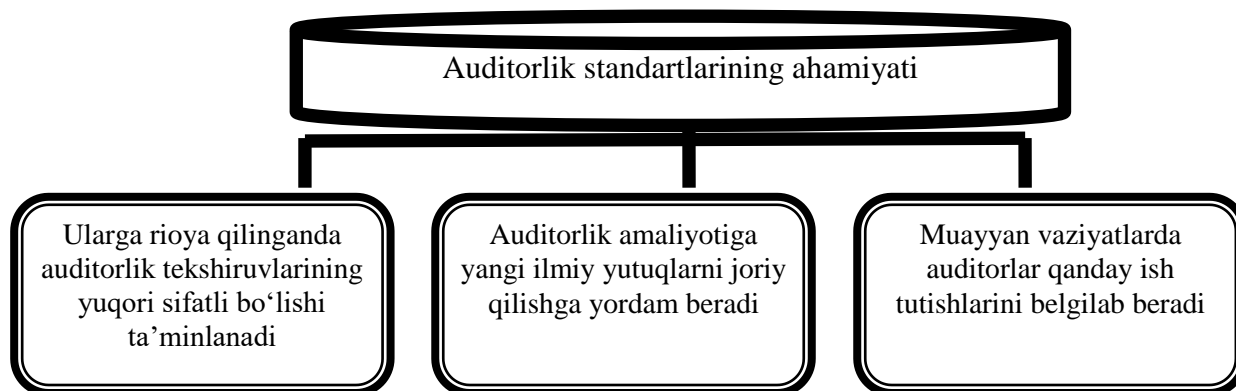 Auditorlik standartlarining ahamiyati
Ularga rioya qilinganda
auditorlik tekshiruvlarining
yuqori sifatli bo‘lishi
ta’minlanadi
Auditorlik amaliyotiga
yangi ilmiy yutuqlarni joriy
qilishga yordam beradi
Muayyan vaziyatlarda
auditorlar qanday ish
tutishlarini belgilab beradi